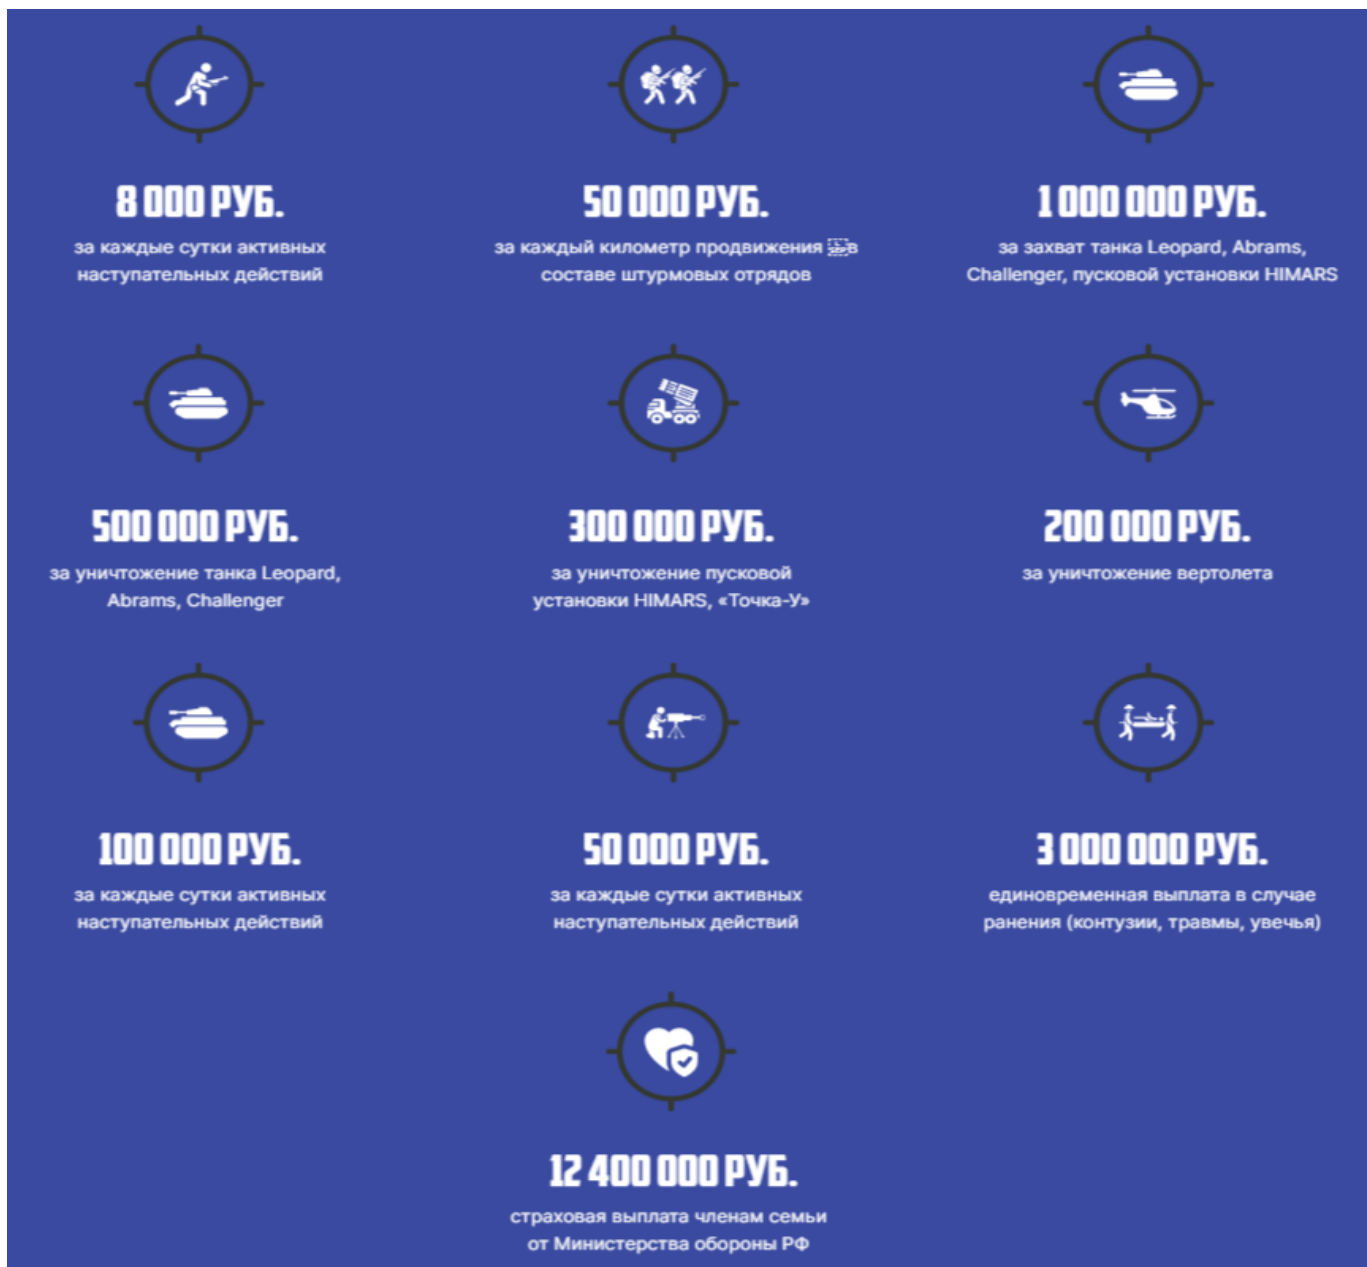 8 000 РУБ.
за каждые сутки активных
наступательных действий
50 000 РУБ.
за каждый километр продвижения в
составе штурмовых отрядов
1 000 000 РУБ.
за захват танка Leopard, Abrams,
Challenger, пусковой установки HIMARS
500 000 РУБ.
за уничтожение танка Leopard,
Abrams, Challenger
300 000 РУБ.
за уничтожение пусковой
установки HIMARS, «Точка-У»
200 000 РУБ.
за уничтожение вертолета
100 000 РУБ.
за каждые сутки активных
наступательных действий
50 000 РУБ.
за каждые сутки активных
наступательных действий
3 000 000 РУБ.
единовременная выплата в случае
ранения (контузии, травмы, увечья)
12 400 000 РУБ.
страховая выплата членам семьи
от Министерства обороны РФ